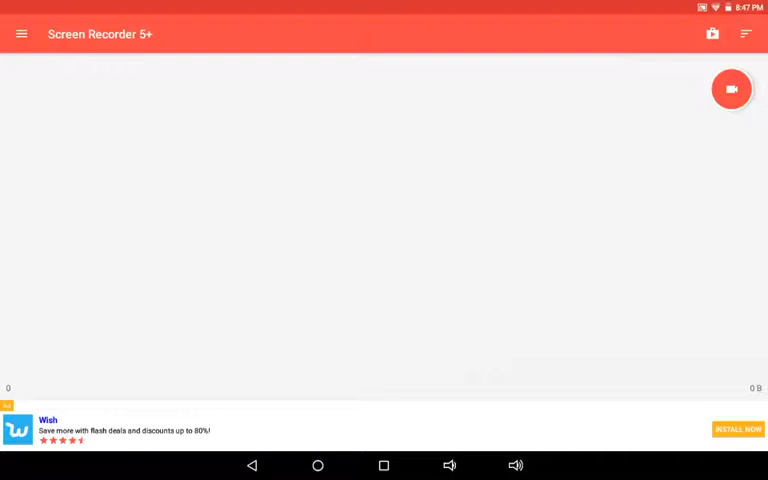 8:47 PM
Screen Recorder 5+
0
0 B
Ad
Wish
Save more with flash deals and discounts up to 80%!
INSTALL NOW